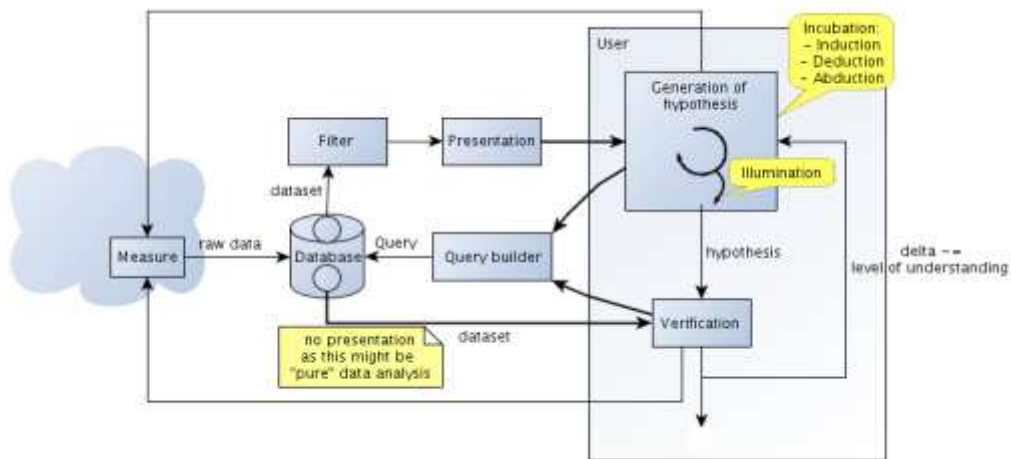 Incubation:
- Induction
- Deduction
- Abduction
User
Generation of
hypothesis
Filter
Presentation
Illumination
dataset
raw data
Query
Measure
Database
Query builder
hypothesis
delta ~=
level of understanding
Verification
dataset
no presentation
as this might be
"pure" data analysis